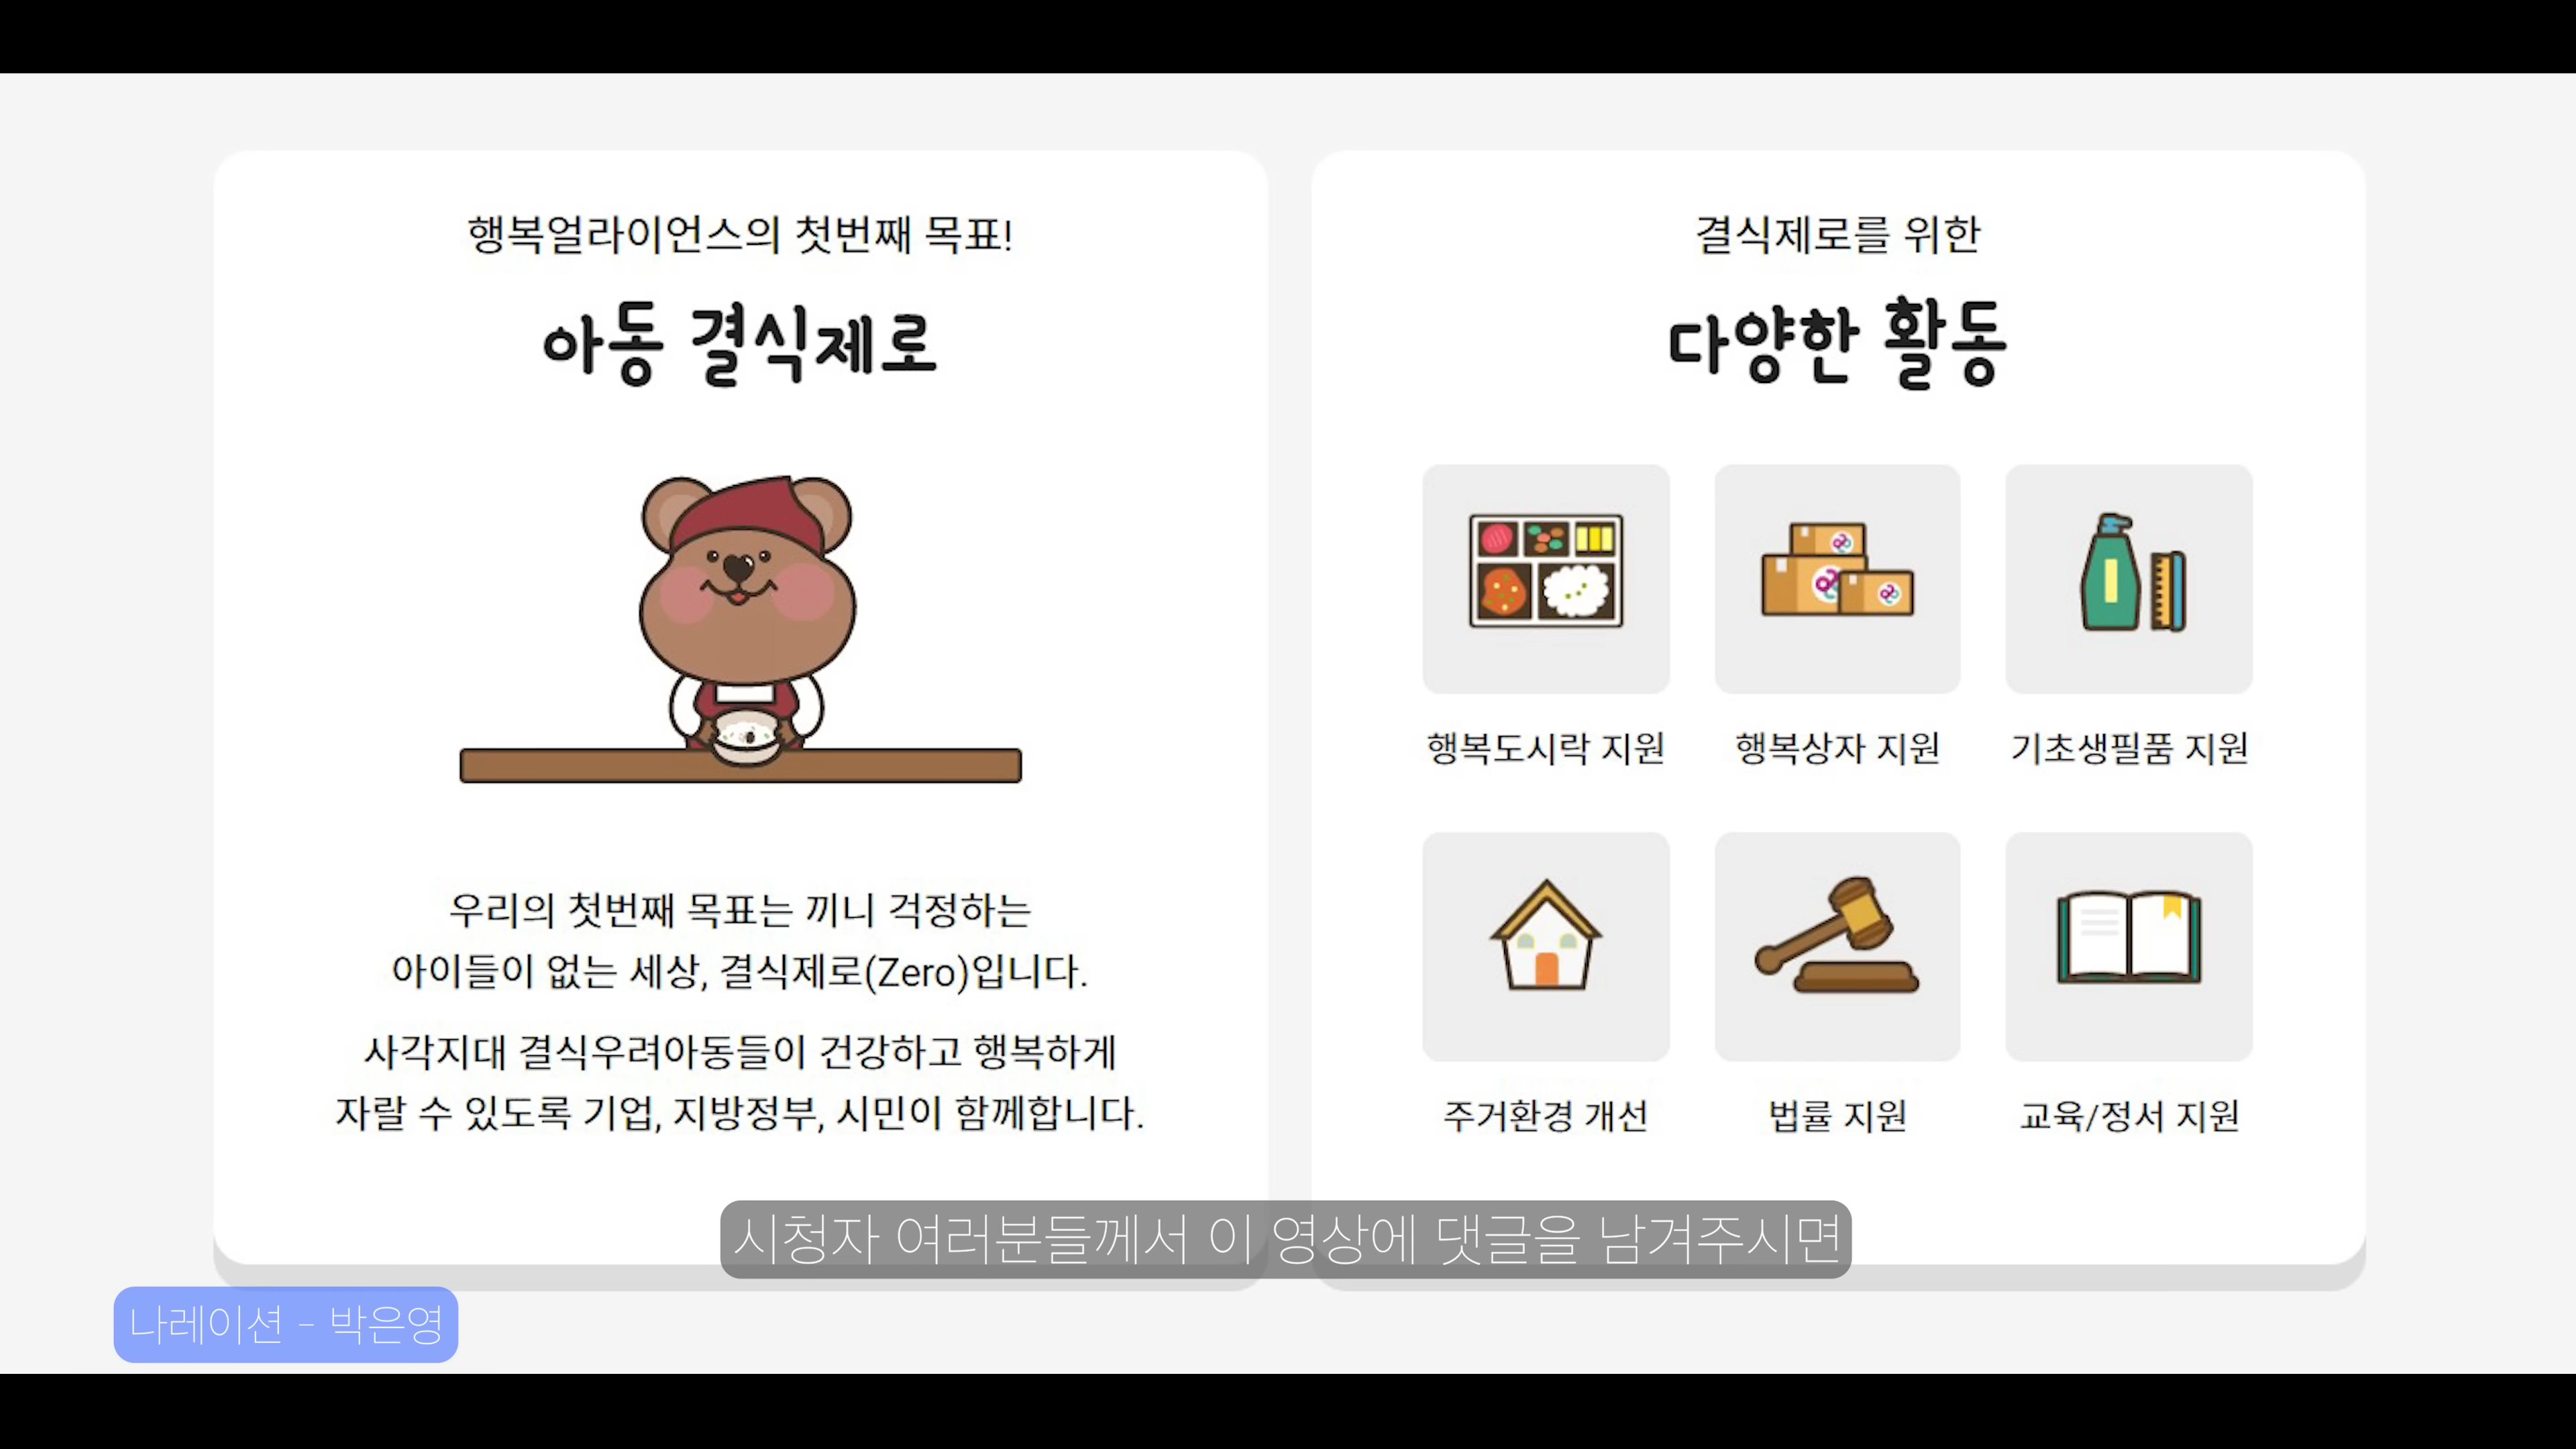 행복얼라이언스의 첫번째 목표!
아동 결식제로
우리의 첫번째 목표는 끼니 걱정하는
아이들이 없는 세상, 결식제로(Zero)입니다.
사각지대 결식우려아동들이 건강하고 행복하게
자랄 수 있도록 기업, 지방정부, 시민이 함께합니다.
결식제로를 위한
다양한 활동
행복도시락 지원
행복상자 지원
기초생필품 지원
주거환경 개선
법률 지원
교육/정서 지원
시청자 여러분들께서 이 영상에 댓글을 남겨주시면
나레이션 - 박은영